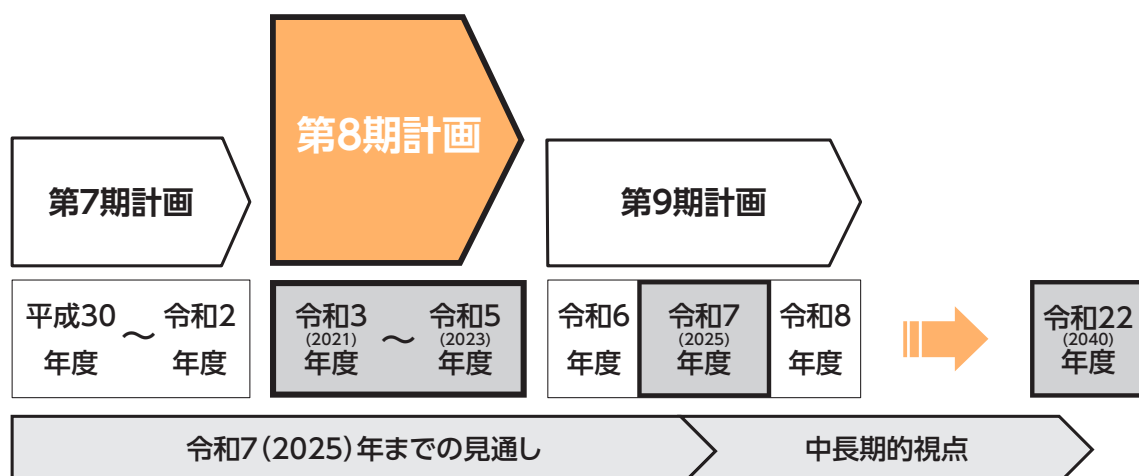 第8期計画
第7期計画
第9期計画
平成30年度 〜 令和2年度
令和3(2021)年度 〜 令和5(2023)年度
令和6年度
令和7(2025)年度
令和8年度
令和22(2040)年度
令和7(2025)年までの見通し
中長期的視点